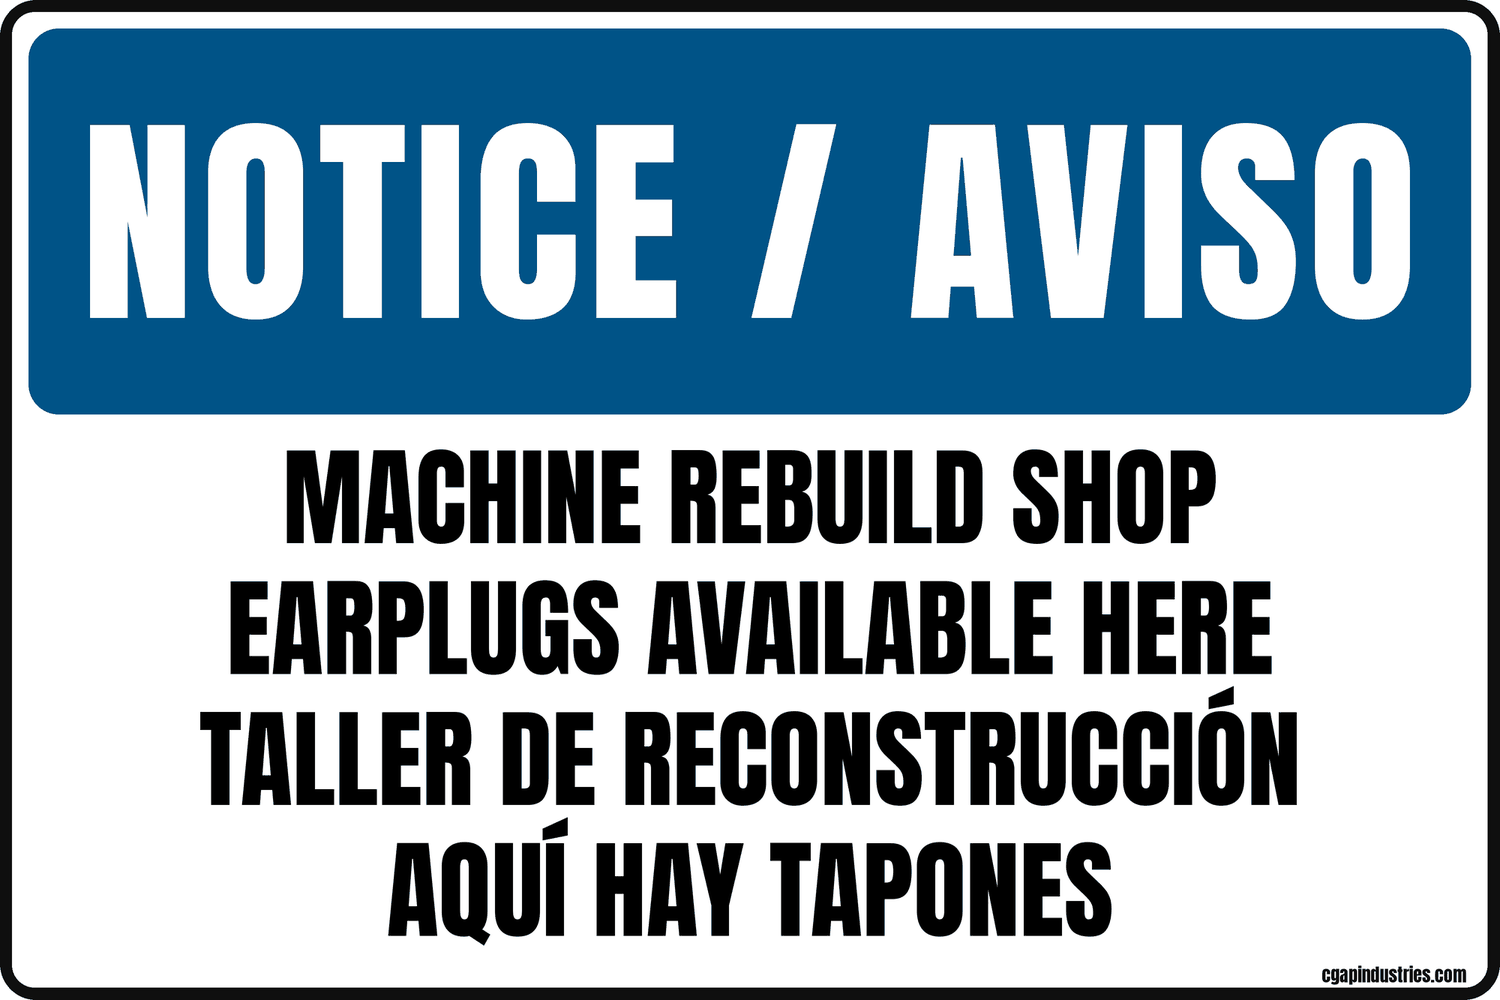 NOTICE / AVISO
MACHINE REBUILD SHOP
EARPLUGS AVAILABLE HERE
TALLER DE RECONSTRUCCIÓN
AQUÍ HAY TAPONES
cgapindustries.com